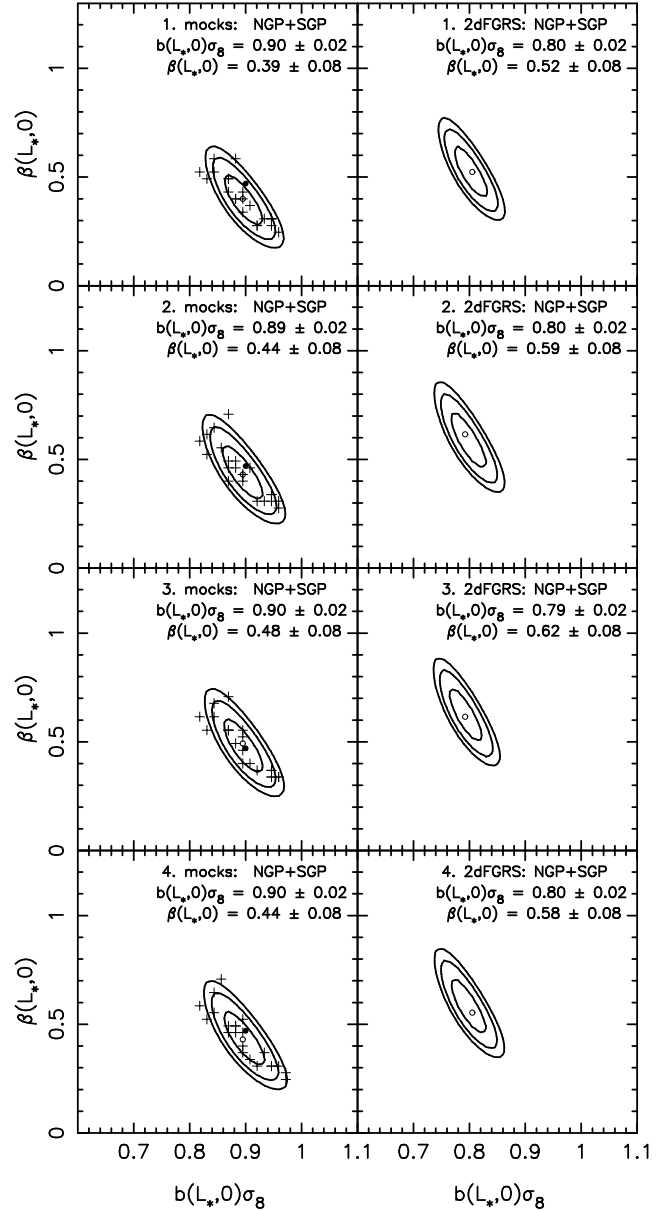 1. mocks: NGP+SGP
b(L*,0)σ8 = 0.90 ± 0.02
β(L*,0) = 0.39 ± 0.08
1. 2dFGRS: NGP+SGP
b(L*,0)σ8 = 0.80 ± 0.02
β(L*,0) = 0.52 ± 0.08
β(L*,0)
1
0.5
0
2. mocks: NGP+SGP
b(L*,0)σ8 = 0.89 ± 0.02
β(L*,0) = 0.44 ± 0.08
2. 2dFGRS: NGP+SGP
b(L*,0)σ8 = 0.80 ± 0.02
β(L*,0) = 0.59 ± 0.08
β(L*,0)
1
0.5
0
3. mocks: NGP+SGP
b(L*,0)σ8 = 0.90 ± 0.02
β(L*,0) = 0.48 ± 0.08
3. 2dFGRS: NGP+SGP
b(L*,0)σ8 = 0.79 ± 0.02
β(L*,0) = 0.62 ± 0.08
β(L*,0)
1
0.5
0
4. mocks: NGP+SGP
b(L*,0)σ8 = 0.90 ± 0.02
β(L*,0) = 0.44 ± 0.08
4. 2dFGRS: NGP+SGP
b(L*,0)σ8 = 0.80 ± 0.02
β(L*,0) = 0.58 ± 0.08
β(L*,0)
1
0.5
0
0.7 0.8 0.9 1 1.1 0.7 0.8 0.9 1 1.1
b(L*,0)σ8 b(L*,0)σ8